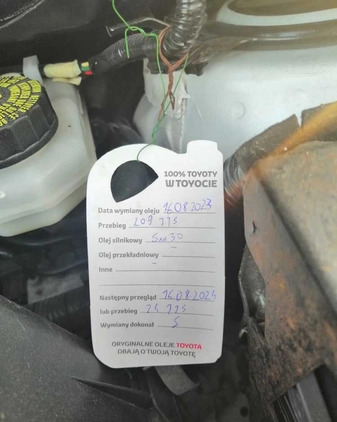 100% TOYOTY
W TOYOCIE
Data wymiany oleju 16 08 2023
Przebieg 209 775
Olej silnikowy 5w30
Olej przekładniowy -
Inne -
Następny przegląd 16.08.2024
lub przebieg
Wymiany dokonał
ORYGINALNE OLEJE TOYOTA
DBAJĄ O TWOJĄ TOYOTĘ